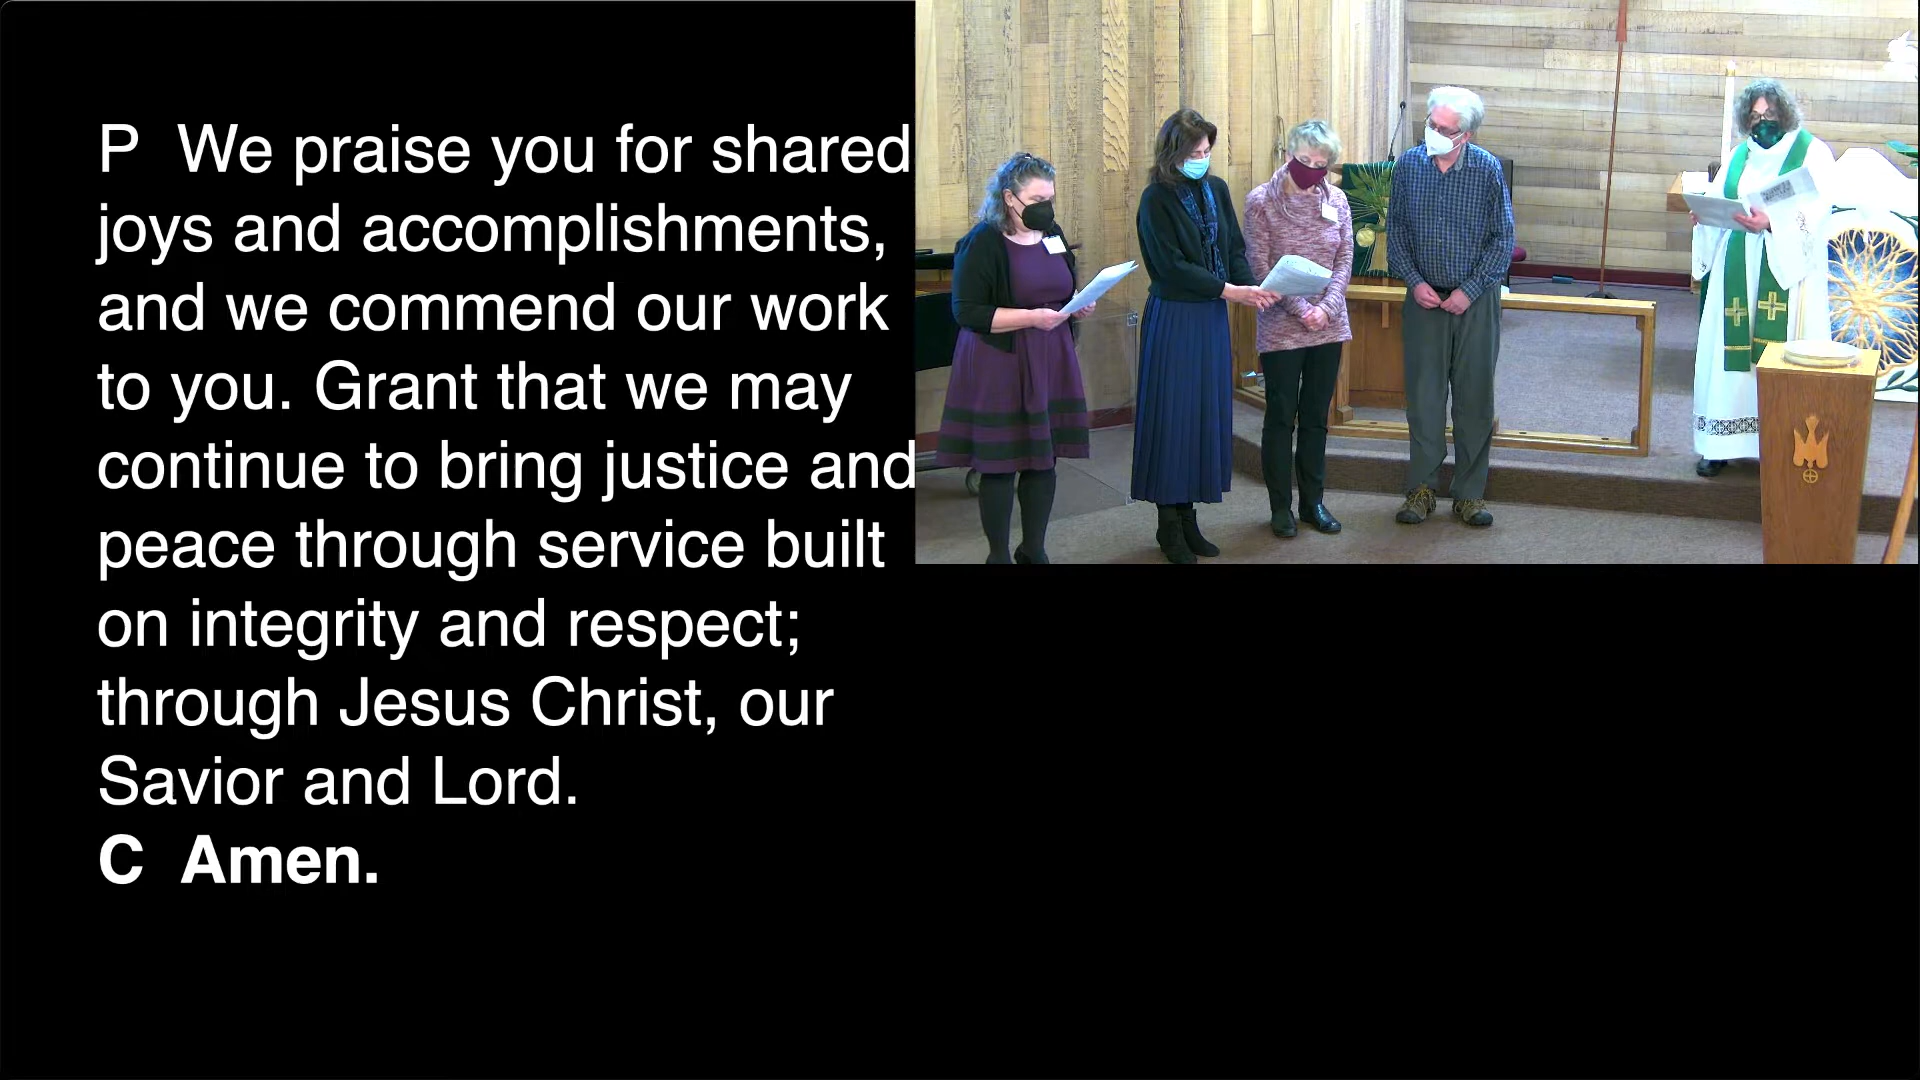 P  We praise you for shared
joys and accomplishments,
and we commend our work
to you. Grant that we may
continue to bring justice and
peace through service built
on integrity and respect;
through Jesus Christ, our
Savior and Lord.
C  Amen.